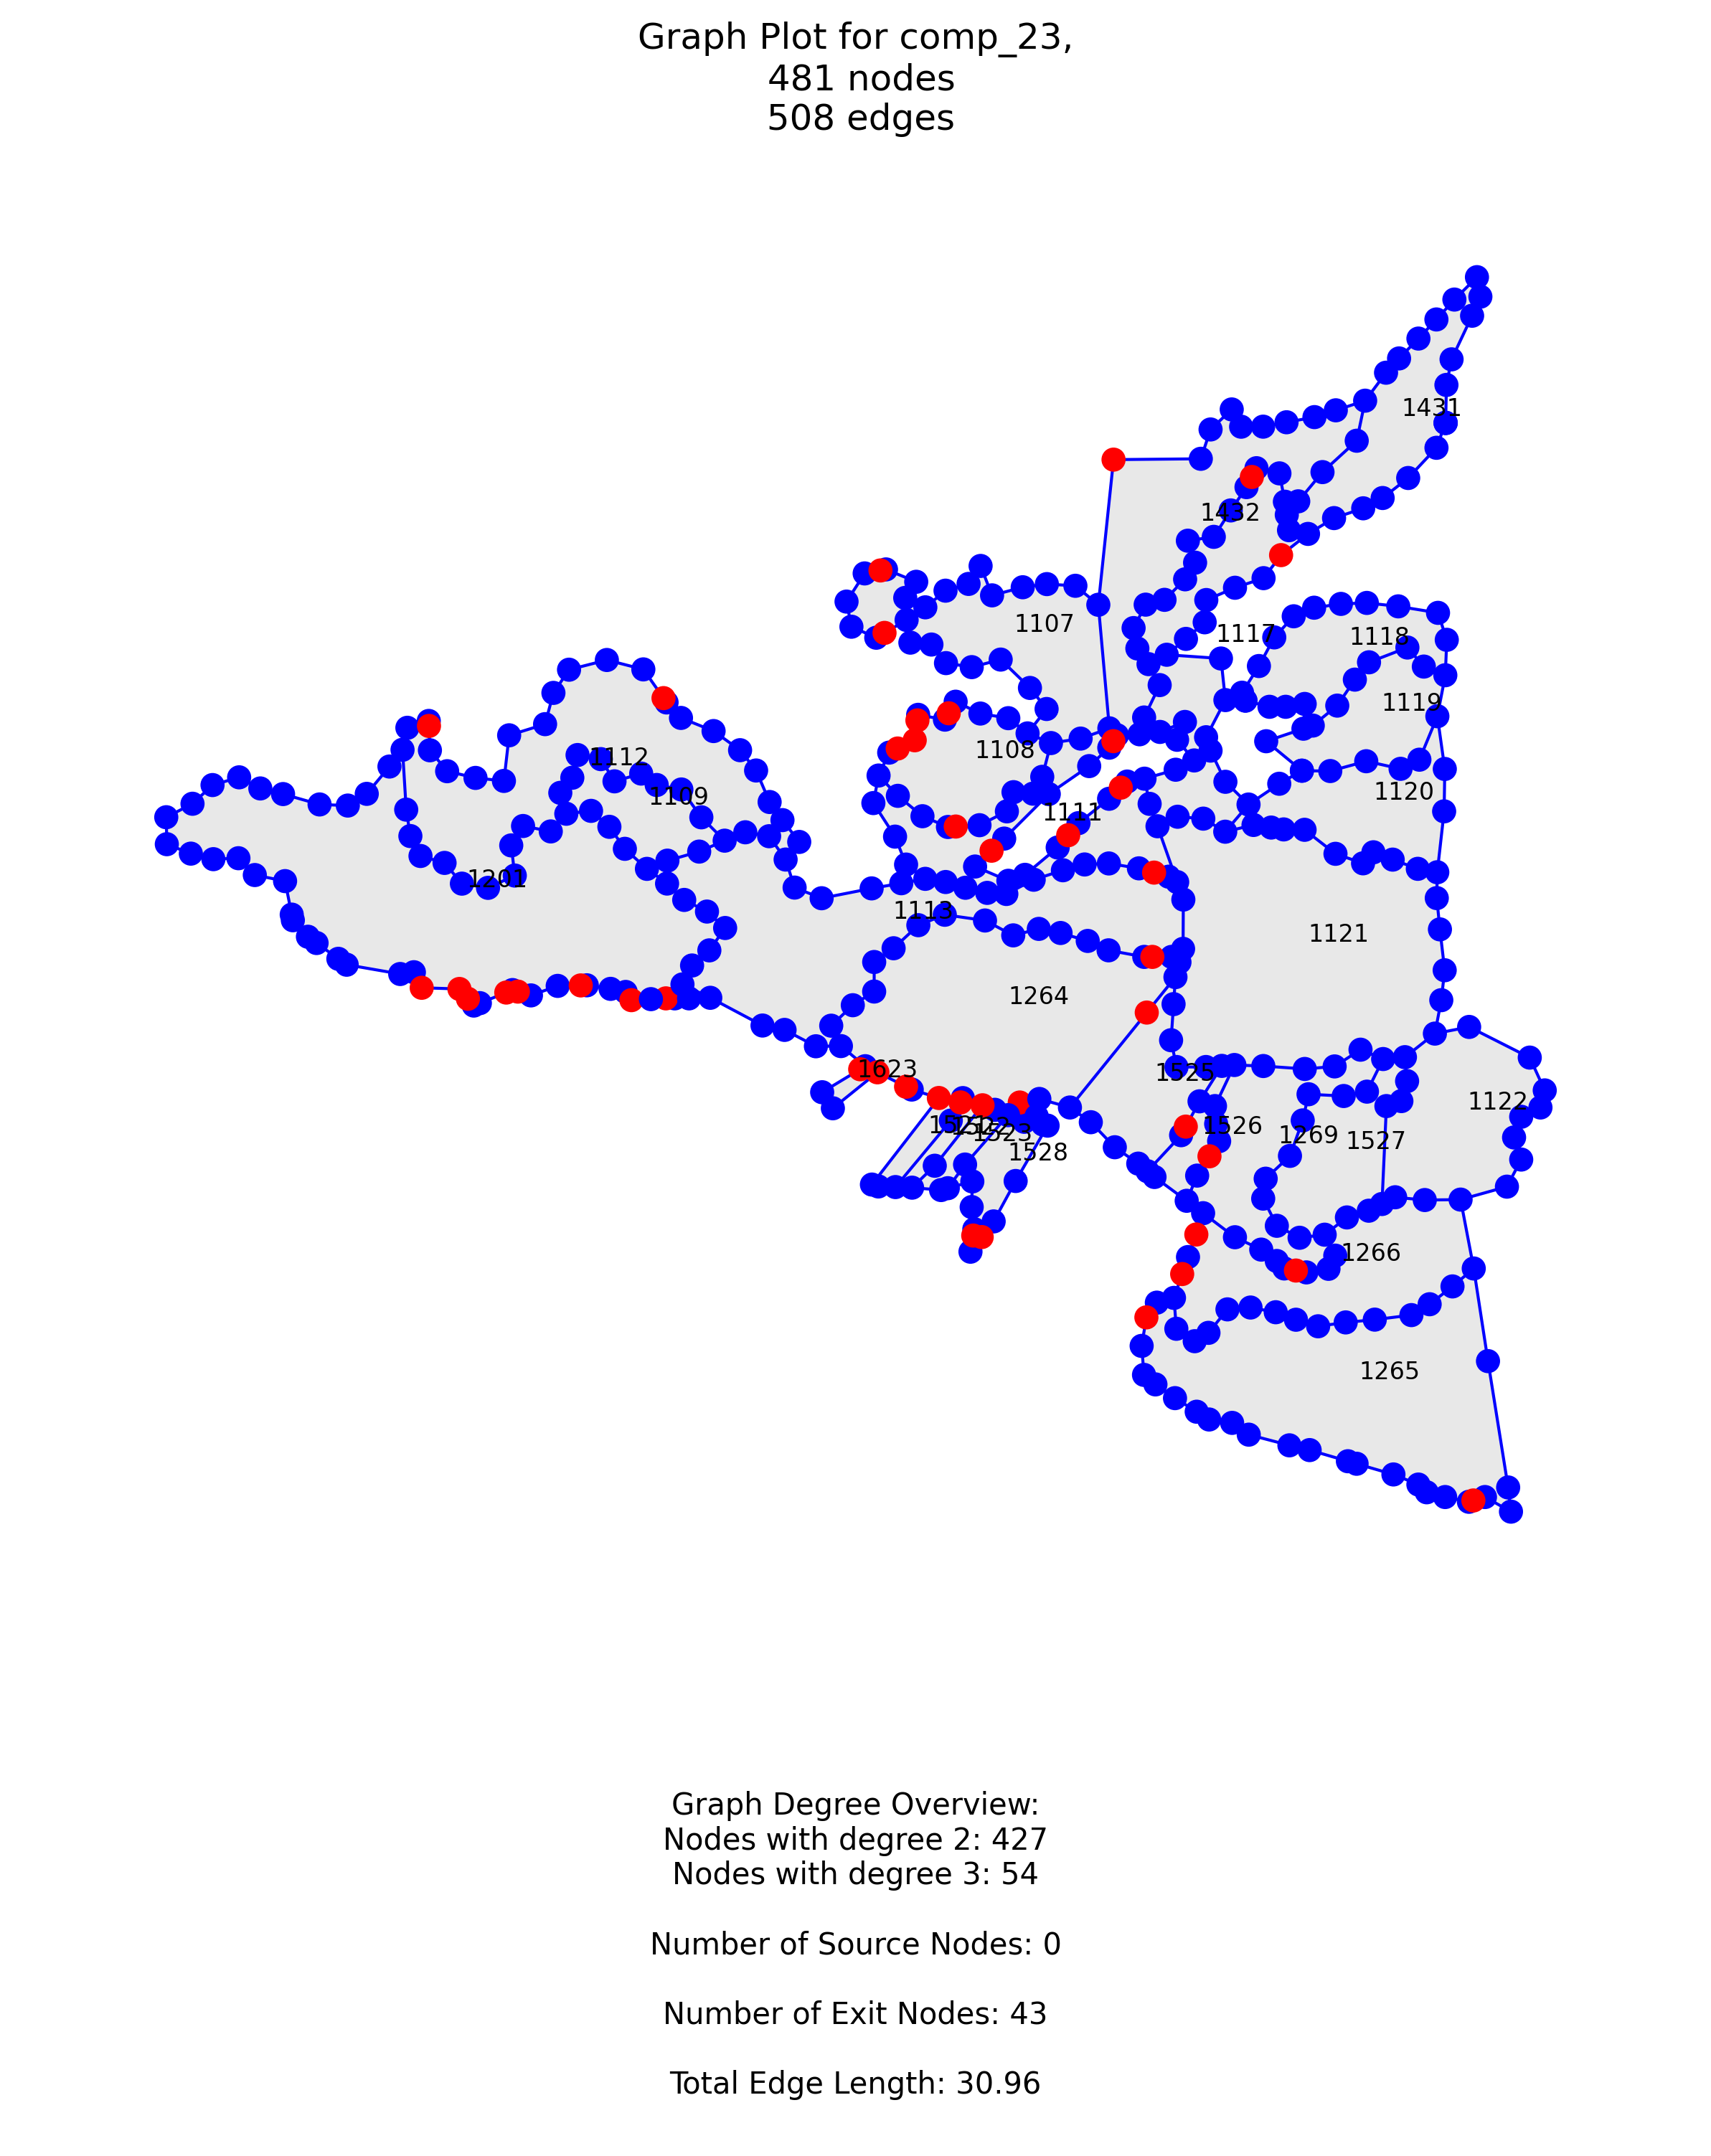 Graph Plot for comp_23,
481 nodes
508 edges
1431
1432
1107
1117
1118
1119
1108
1112
1109
1120
1111
1201
1113
1121
1264
1623
1525
1122
1526
1269
1527
1523
1528
1266
1265
Graph Degree Overview:
Nodes with degree 2: 427
Nodes with degree 3: 54
Number of Source Nodes: 0
Number of Exit Nodes: 43
Total Edge Length: 30.96